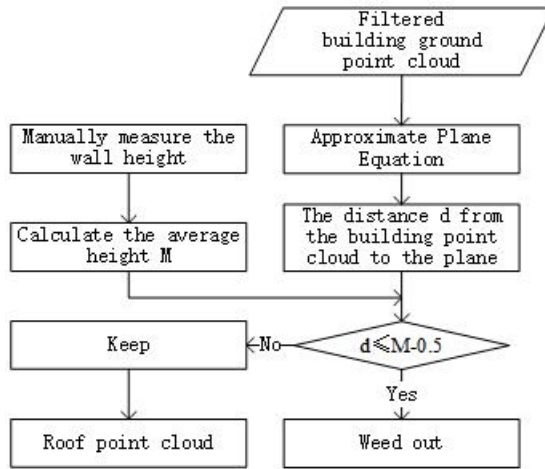 Filtered
building ground
point cloud
Manually measure the
wall height
Approximate Plane
Equation
Calculate the average
height M
The distance d from
the building point
cloud to the plane
Keep
No
d≤M-0.5
Yes
Roof point cloud
Weed out